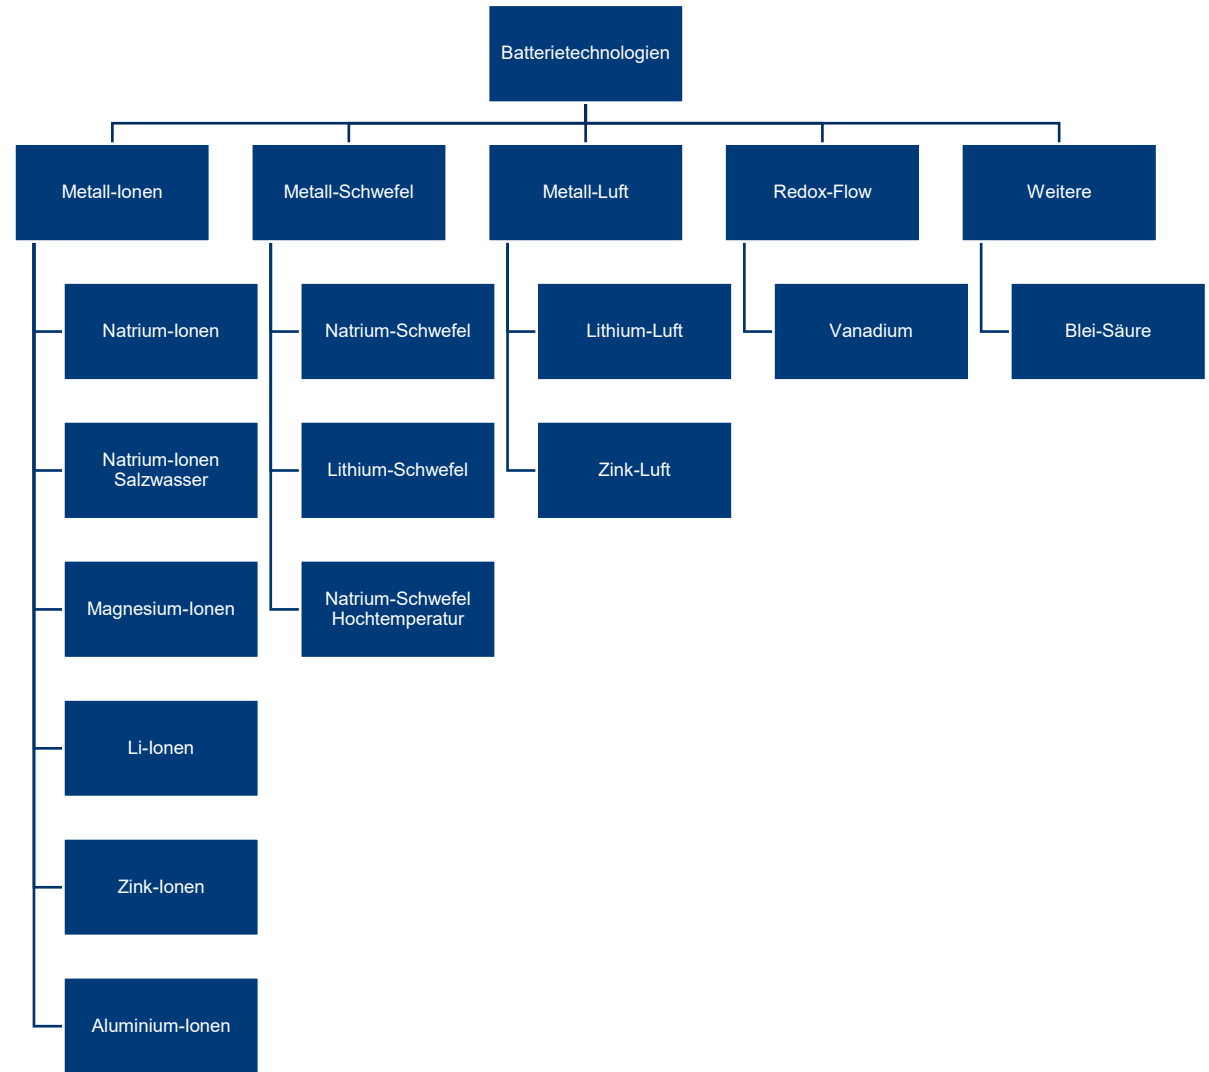 Batterietechnologien
Metall-Ionen
Metall-Schwefel
Metall-Luft
Redox-Flow
Weitere
Natrium-Ionen
Natrium-Schwefel
Lithium-Luft
Vanadium
Blei-Säure
Natrium-Ionen
Salzwasser
Lithium-Schwefel
Zink-Luft
Magnesium-Ionen
Natrium-Schwefel
Hochtemperatur
Li-Ionen
Zink-Ionen
Aluminium-Ionen